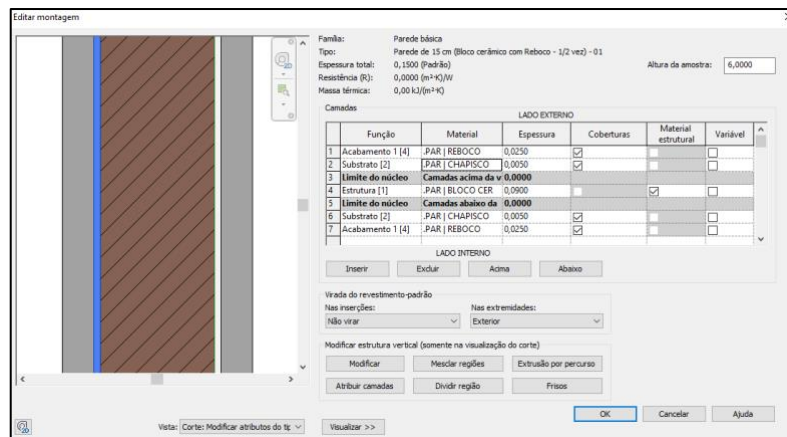 Editar montagem
Família: Parede básica
Tipo: Parede de 15 cm (Bloco cerâmico com Reboco - 1/2 vez) - 01
Espessura total: 0,1500 (Padrão) Altura da amostra: 6,0000
Resistência (R): 0,0000 (m²·K)/W
Massa térmica: 0,00 kJ/(m²·K)
Camadas
LADO EXTERNO
Função Material Espessura Coberturas Material estrutural Variável
1 Acabamento 1 [4] .PAR | REBOCO 0,0250
2 Substrato [2] .PAR | CHAPISCO 0,0050
3 Limite do núcleo Camadas acima da v 0,0000
4 Estrutura [1] .PAR | BLOCO CER 0,0900
5 Limite do núcleo Camadas abaixo da 0,0000
6 Substrato [2] .PAR | CHAPISCO 0,0050
7 Acabamento 1 [4] .PAR | REBOCO 0,0250
LADO INTERNO
Inserir Excluir Acima Abaixo
Virada do revestimento-padrão
Nas inserções: Nas extremidades:
Não virar Exterior
Modificar estrutura vertical (somente na visualização do corte)
Modificar Mesclar regiões Extrusão por percurso
Atribuir camadas Dividir região Frisos
OK Cancelar Ajuda
Vista: Corte: Modificar atributos do tip Visualizar >>